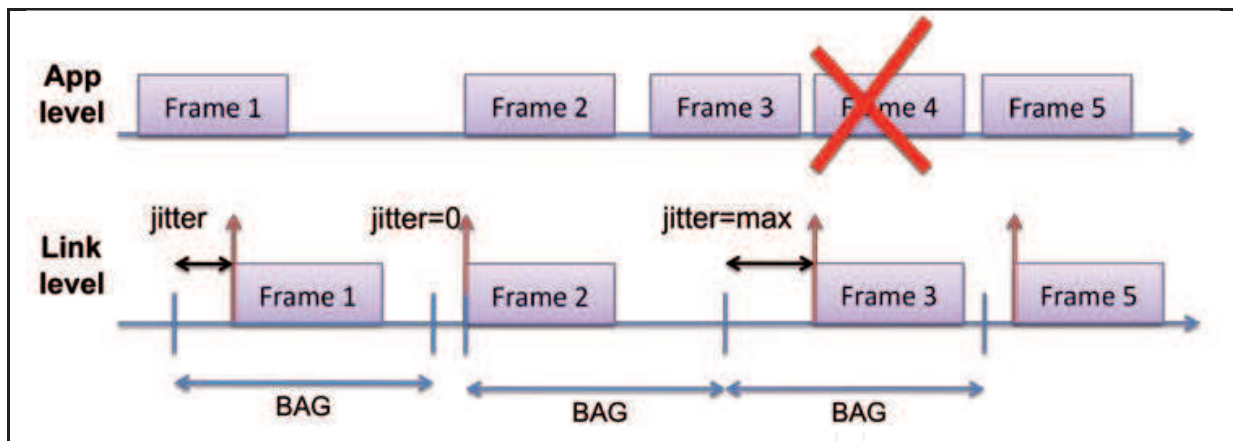 App level
Frame 1
Frame 2
Frame 3
Frame 4
Frame 5
jitter
jitter=0
jitter=max
Link level
Frame 1
Frame 2
Frame 3
Frame 5
BAG
BAG
BAG